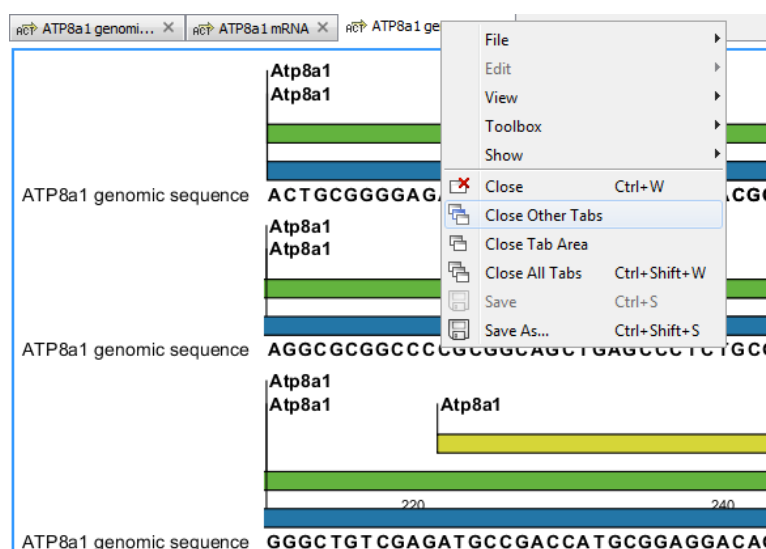 ATP8a1 genomi... ATP8a1 mRNA ATP8a1 ge
File
Edit
View
Toolbox
Show
Close Ctrl+W
Close Other Tabs
Close Tab Area
Close All Tabs Ctrl+Shift+W
Save Ctrl+S
Save As... Ctrl+Shift+S
Atp8a1
Atp8a1
ATP8a1 genomic sequence ACTGCGGGGAG ACG
Atp8a1
Atp8a1
ATP8a1 genomic sequence AGGCGCGGCCCCGCGGCAGCTGAGCCCTCTGC
Atp8a1
Atp8a1 Atp8a1
220 240
ATP8a1 genomic sequence GGGCTGTCGAGATGCCGACCATGCGGAGGACA